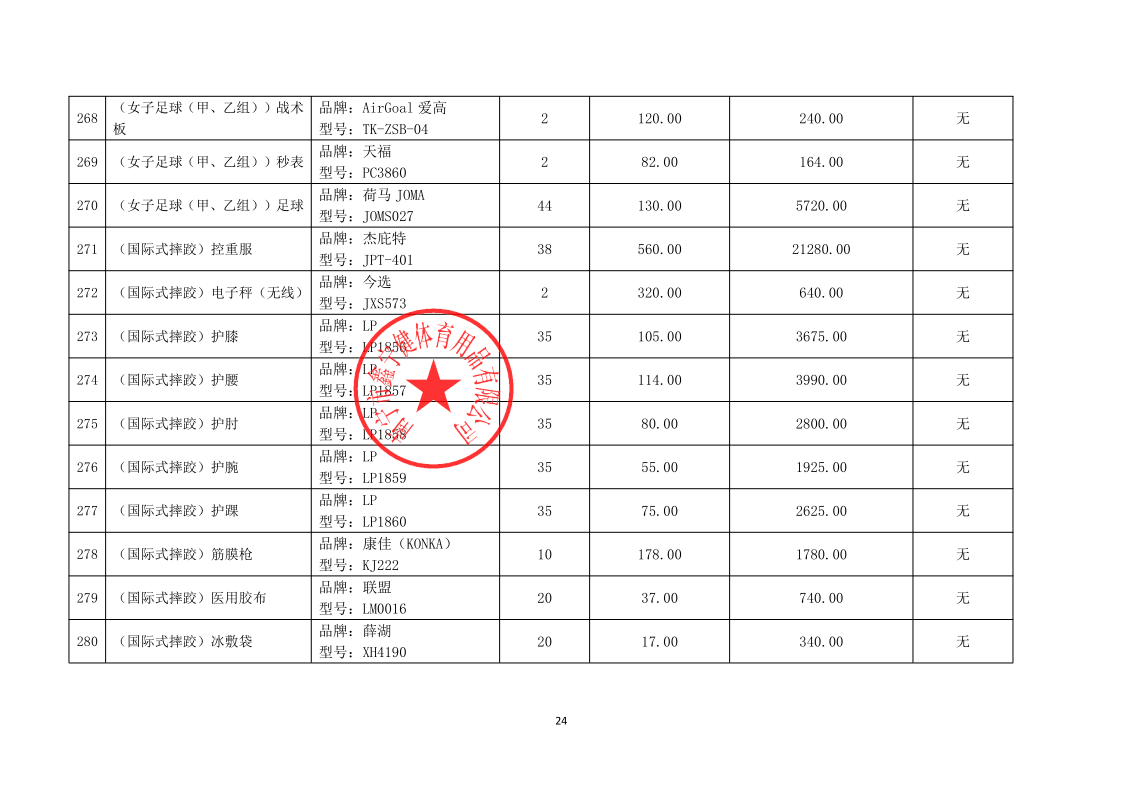 268 （女子足球（甲、乙组））战术板 品牌：AirGoal 爱高 型号：TK-ZSB-04 2 120.00 240.00 无
269 （女子足球（甲、乙组））秒表 品牌：天福 型号：PC3860 2 82.00 164.00 无
270 （女子足球（甲、乙组））足球 品牌：荷马 JOMA 型号：JOMS027 44 130.00 5720.00 无
271 （国际式摔跤）控重服 品牌：杰庇特 型号：JPT-401 38 560.00 21280.00 无
272 （国际式摔跤）电子秤（无线） 品牌：今选 型号：JXS573 2 320.00 640.00 无
273 （国际式摔跤）护膝 品牌：LP 型号：LP1856 35 105.00 3675.00 无
274 （国际式摔跤）护腰 品牌：LP 型号：LP1857 35 114.00 3990.00 无
275 （国际式摔跤）护肘 品牌：LP 型号：LP1858 35 80.00 2800.00 无
276 （国际式摔跤）护腕 品牌：LP 型号：LP1859 35 55.00 1925.00 无
277 （国际式摔跤）护踝 品牌：LP 型号：LP1860 35 75.00 2625.00 无
278 （国际式摔跤）筋膜枪 品牌：康佳（KONKA） 型号：KJ222 10 178.00 1780.00 无
279 （国际式摔跤）医用胶布 品牌：联盟 型号：LM0016 20 37.00 740.00 无
280 （国际式摔跤）冰敷袋 品牌：薛湖 型号：XH4190 20 17.00 340.00 无
南宁市鑫宁健体育用品有限公司
24